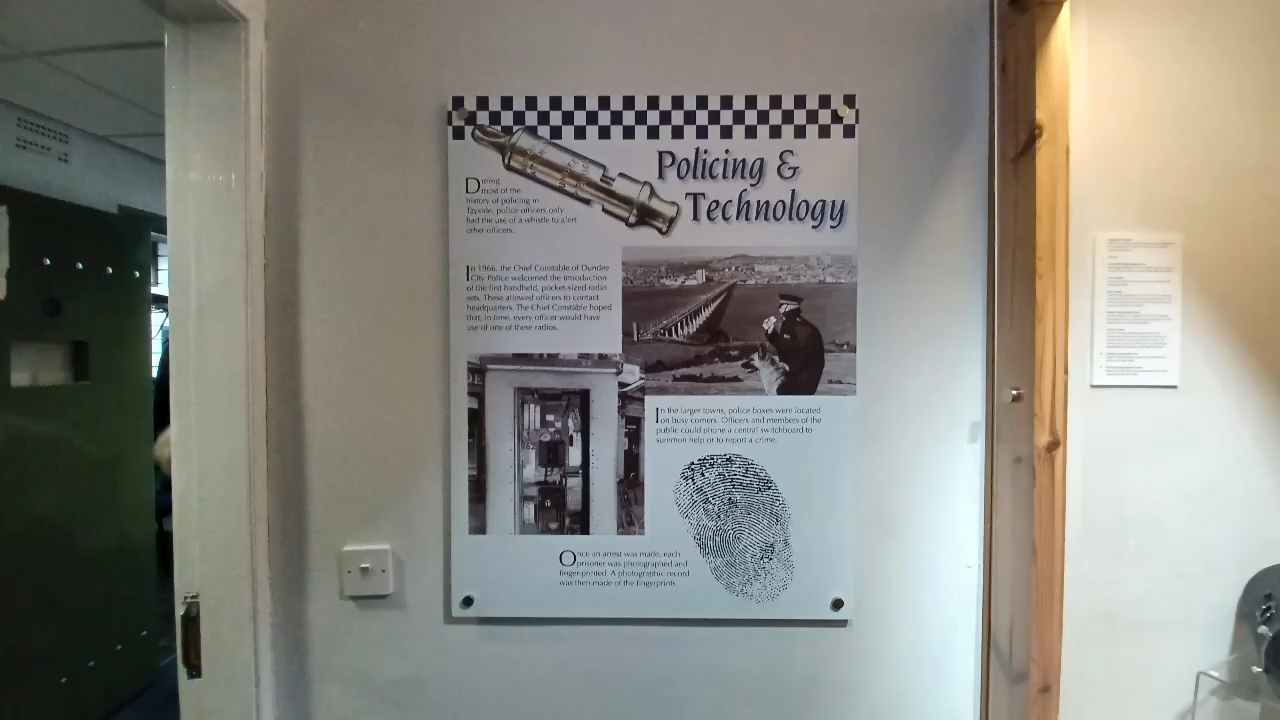 Policing &
Technology
During
most of the
history of policing in
Tayside, police officers only
had the use of a whistle to alert
other officers.
In 1966, the Chief Constable of Dundee
City Police welcomed the introduction
of the first handheld, pocket-sized radio
sets. These allowed officers to contact
headquarters. The Chief Constable hoped
that, in time, every officer would have
use of one of these radios.
In the larger towns, police boxes were located
on busy corners. Officers and members of the
public could phone a central switchboard to
summon help or to report a crime.
Once an arrest was made, each
prisoner was photographed and
fingerprinted. A photographic record
was then made of the fingerprints.